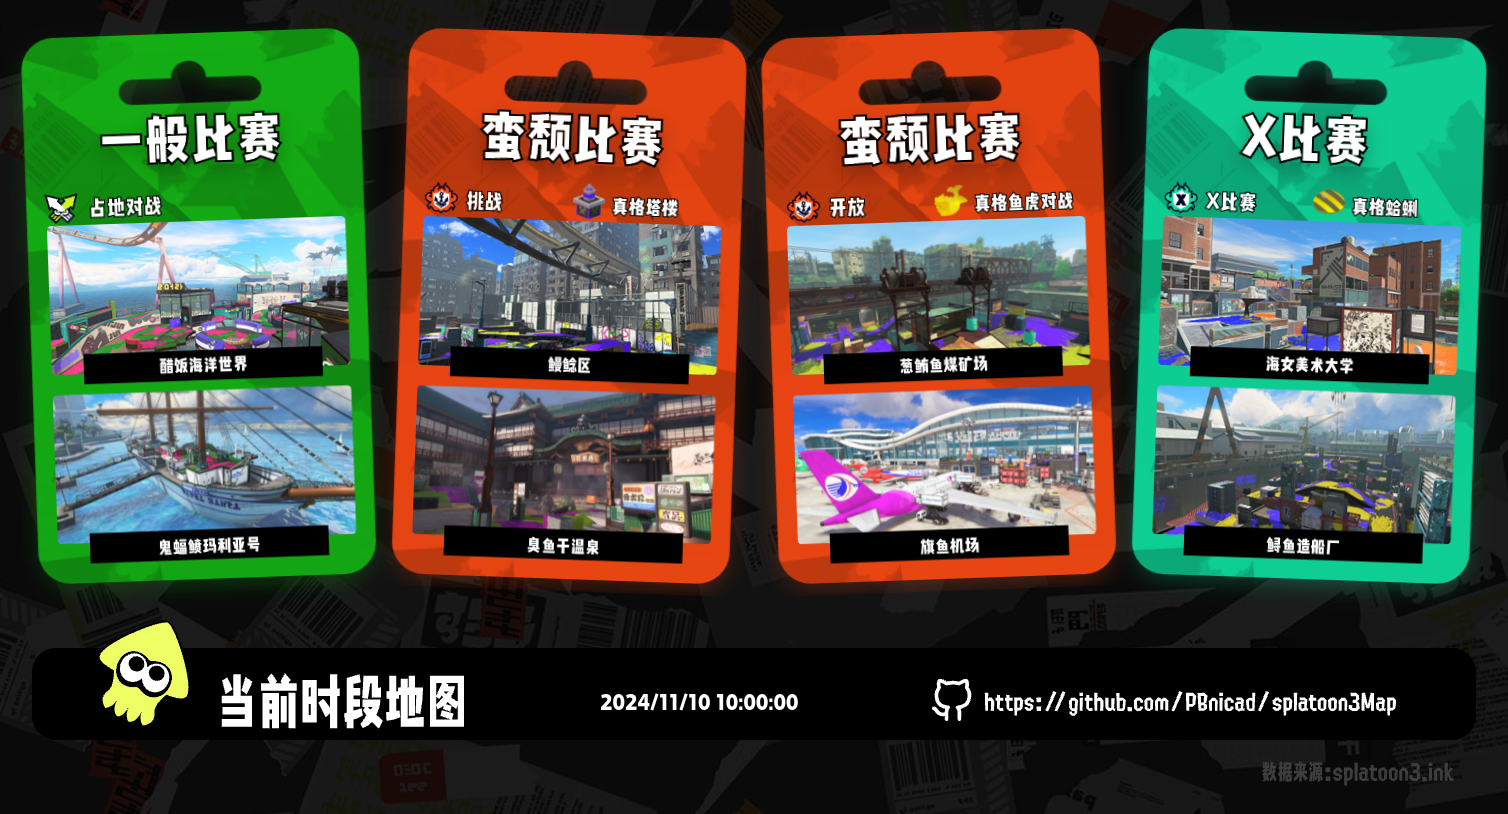 一般比赛
占地对战
醋饭海洋世界
鬼蝠鲼玛利亚号
蛮颓比赛
挑战
真格塔楼
鳗鲶区
臭鱼干温泉
蛮颓比赛
开放
真格鱼虎对战
葱鲔鱼煤矿场
旗鱼机场
X比赛
X比赛
真格蛤蜊
海女美术大学
鲟鱼造船厂
当前时段地图
2024/11/10 10:00:00
https://github.com/PBnicad/splatoon3Map
数据来源:splatoon3.ink